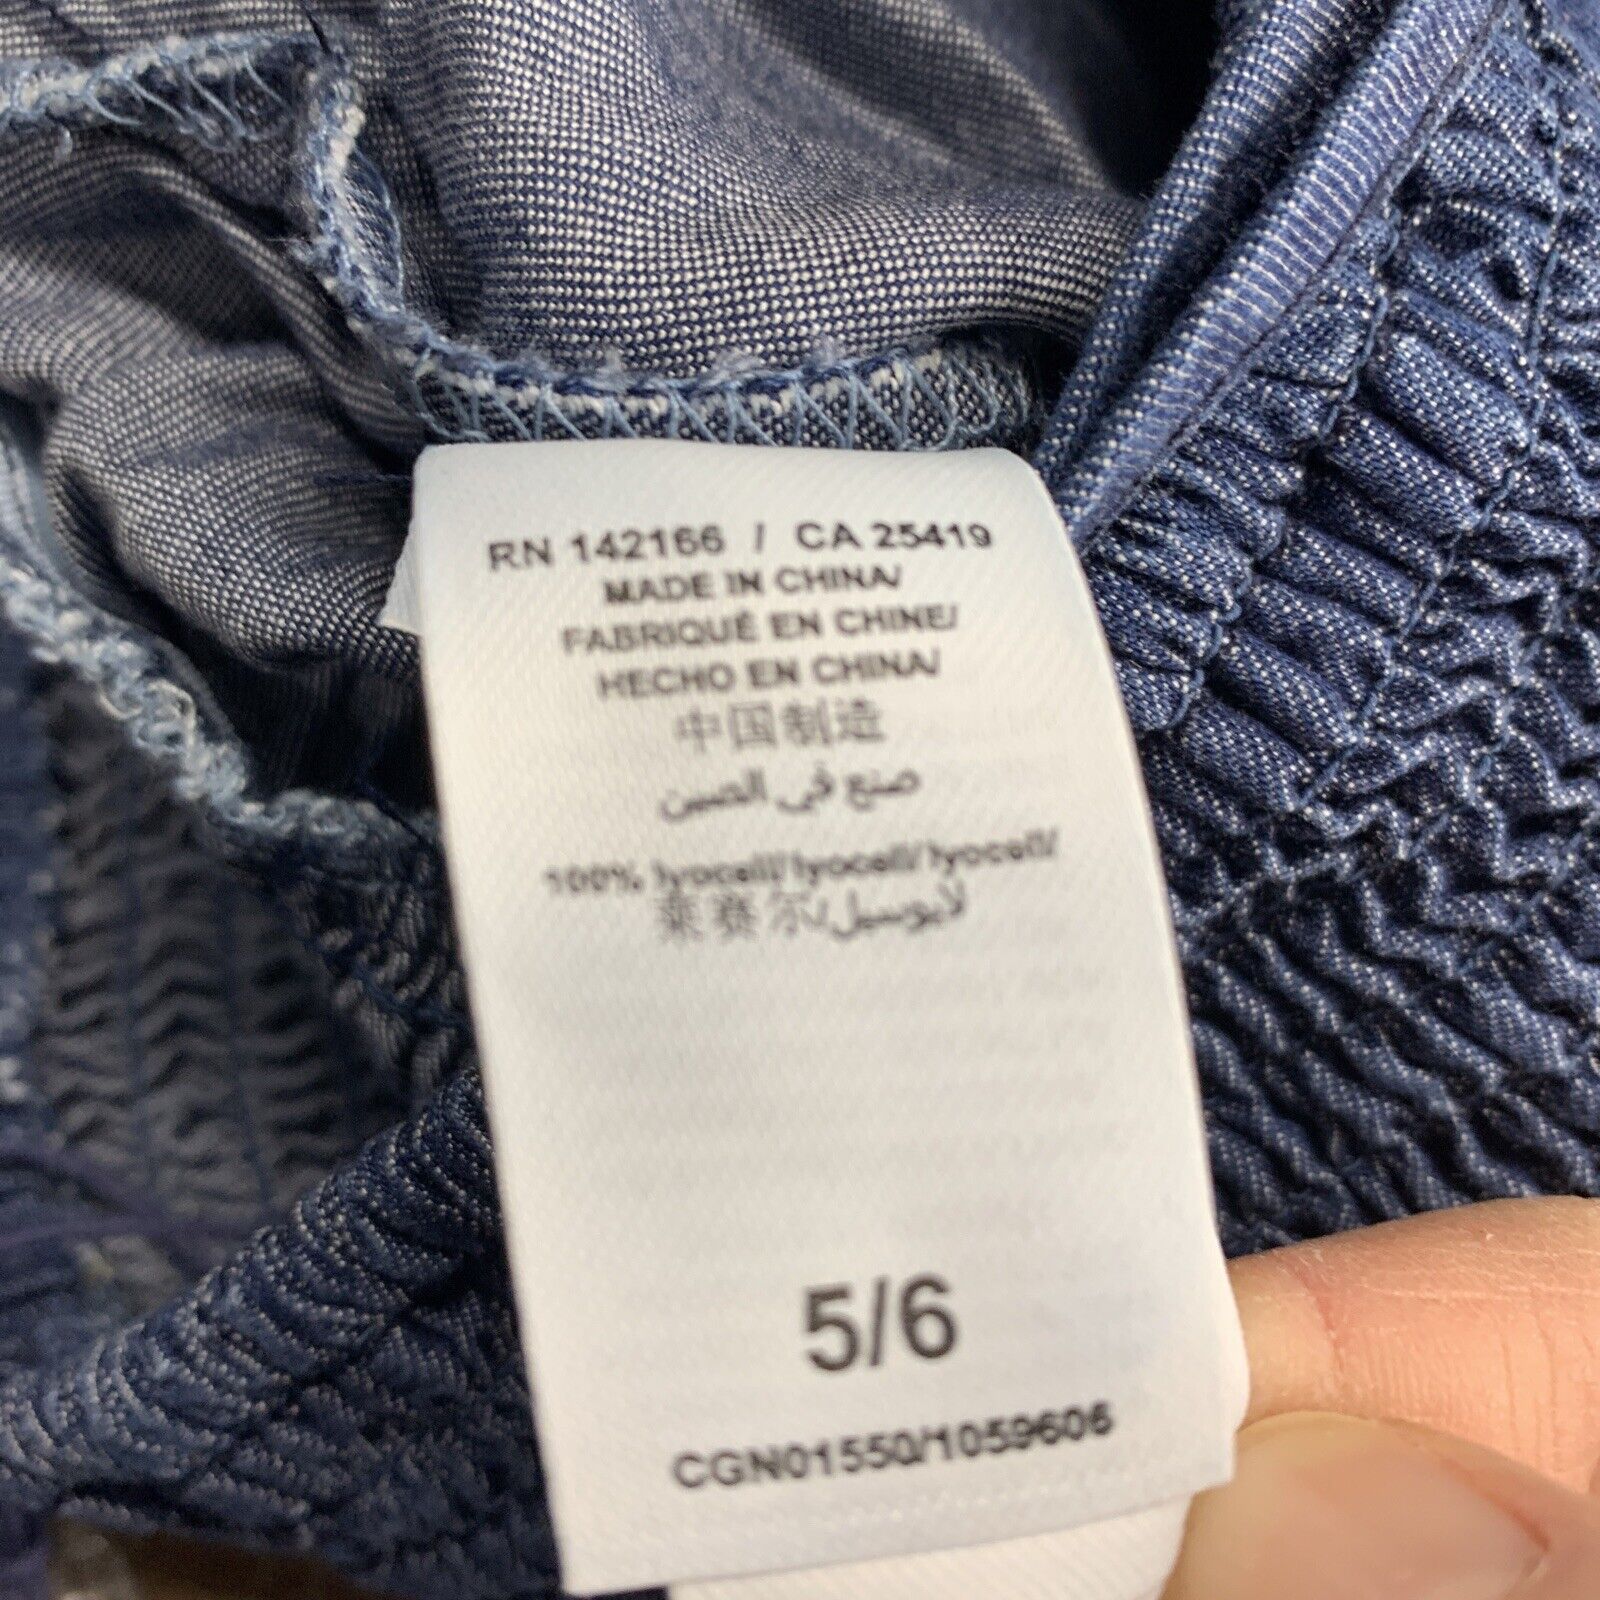 RN 142166 / CA 25419
MADE IN CHINA/
FABRIQUÉ EN CHINE/
HECHO EN CHINA/
中国制造
صنع في الصين
100% lyocell/lyocell/lyocell/
莱赛尔/لايوسيل
5/6
CGN01550/1059606